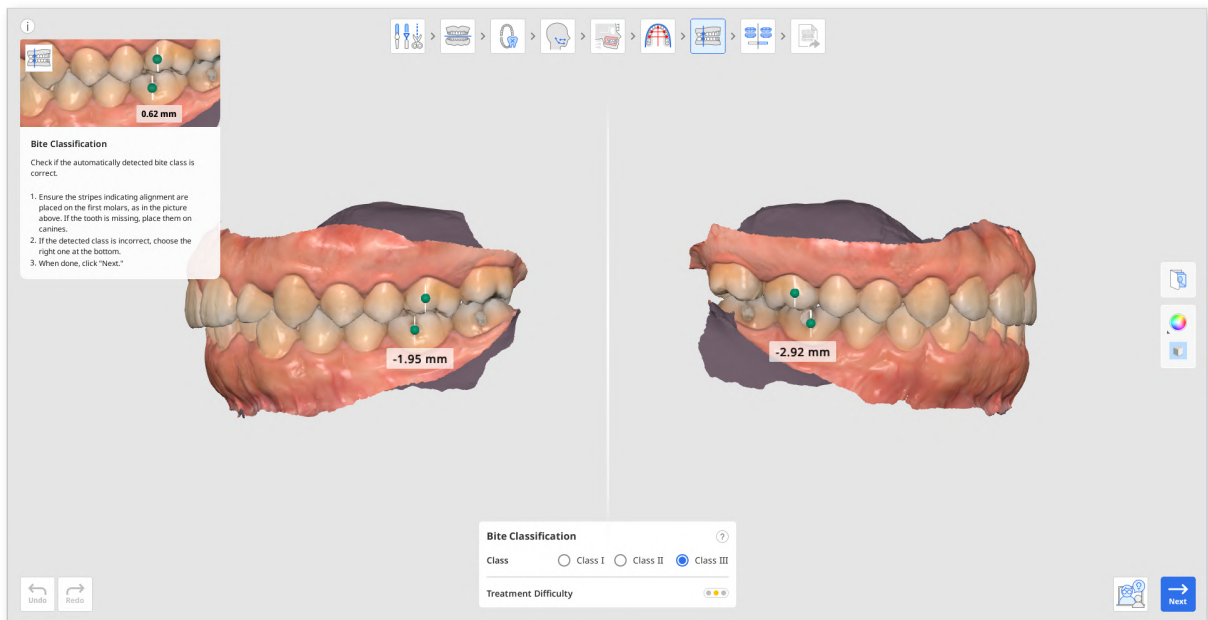 i
0.62 mm
Bite Classification
Check if the automatically detected bite class is
correct.
1. Ensure the stripes indicating alignment are
placed on the first molars, as in the picture
above. If the tooth is missing, place them on
canines.
2. If the detected class is incorrect, choose the
right one at the bottom.
3. When done, click "Next."
-1.95 mm
-2.92 mm
Bite Classification ?
Class Class I Class II Class III
Treatment Difficulty
Undo Redo
Next